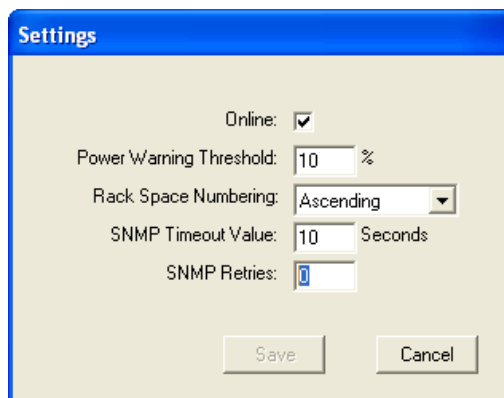 Settings
Online:
Power Warning Threshold: 10 %
Rack Space Numbering: Ascending
SNMP Timeout Value: 10 Seconds
SNMP Retries: 0
Save Cancel